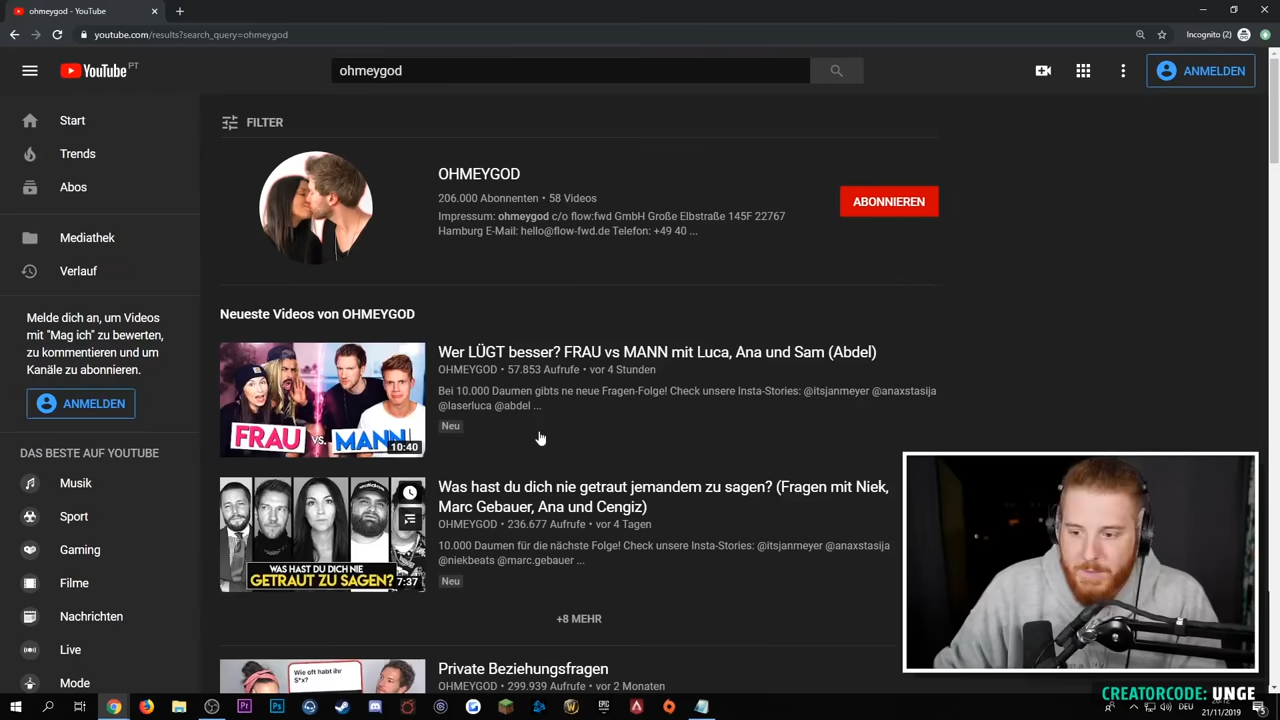 ohmeygod - YouTube
youtube.com/results?search_query=ohmeygod
Incognito (2)
YouTube PT
ohmeygod
ANMELDEN
Start
Trends
Abos
Mediathek
Verlauf
Melde dich an, um Videos
mit "Mag ich" zu bewerten,
zu kommentieren und um
Kanäle zu abonnieren.
ANMELDEN
DAS BESTE AUF YOUTUBE
Musik
Sport
Gaming
Filme
Nachrichten
Live
Mode
FILTER
OHMEYGOD
206.000 Abonnenten • 58 Videos
Impressum: ohmeygod c/o flow:fwd GmbH Große Elbstraße 145F 22767
Hamburg E-Mail: hello@flow-fwd.de Telefon: +49 40 ...
ABONNIEREN
Neueste Videos von OHMEYGOD
FRAU VS. MANN
10:40
Wer LÜGT besser? FRAU vs MANN mit Luca, Ana und Sam (Abdel)
OHMEYGOD • 57.853 Aufrufe • vor 4 Stunden
Bei 10.000 Daumen gibts ne neue Fragen-Folge! Check unsere Insta-Stories: @itsjanmeyer @anaxstasija
@laserluca @abdel ...
Neu
WAS HAST DU DICH NIE
GETRAUT ZU SAGEN?
7:37
Was hast du dich nie getraut jemandem zu sagen? (Fragen mit Niek,
Marc Gebauer, Ana und Cengiz)
OHMEYGOD • 236.677 Aufrufe • vor 4 Tagen
10.000 Daumen für die nächste Folge! Check unsere Insta-Stories: @itsjanmeyer @anaxstasija
@niekbeats @marc.gebauer ...
Neu
+8 MEHR
Wie oft habt ihr
S*x?
Private Beziehungsfragen
OHMEYGOD • 299.939 Aufrufe • vor 2 Monaten
CREATORCODE: UNGE
DEU
21/11/2019